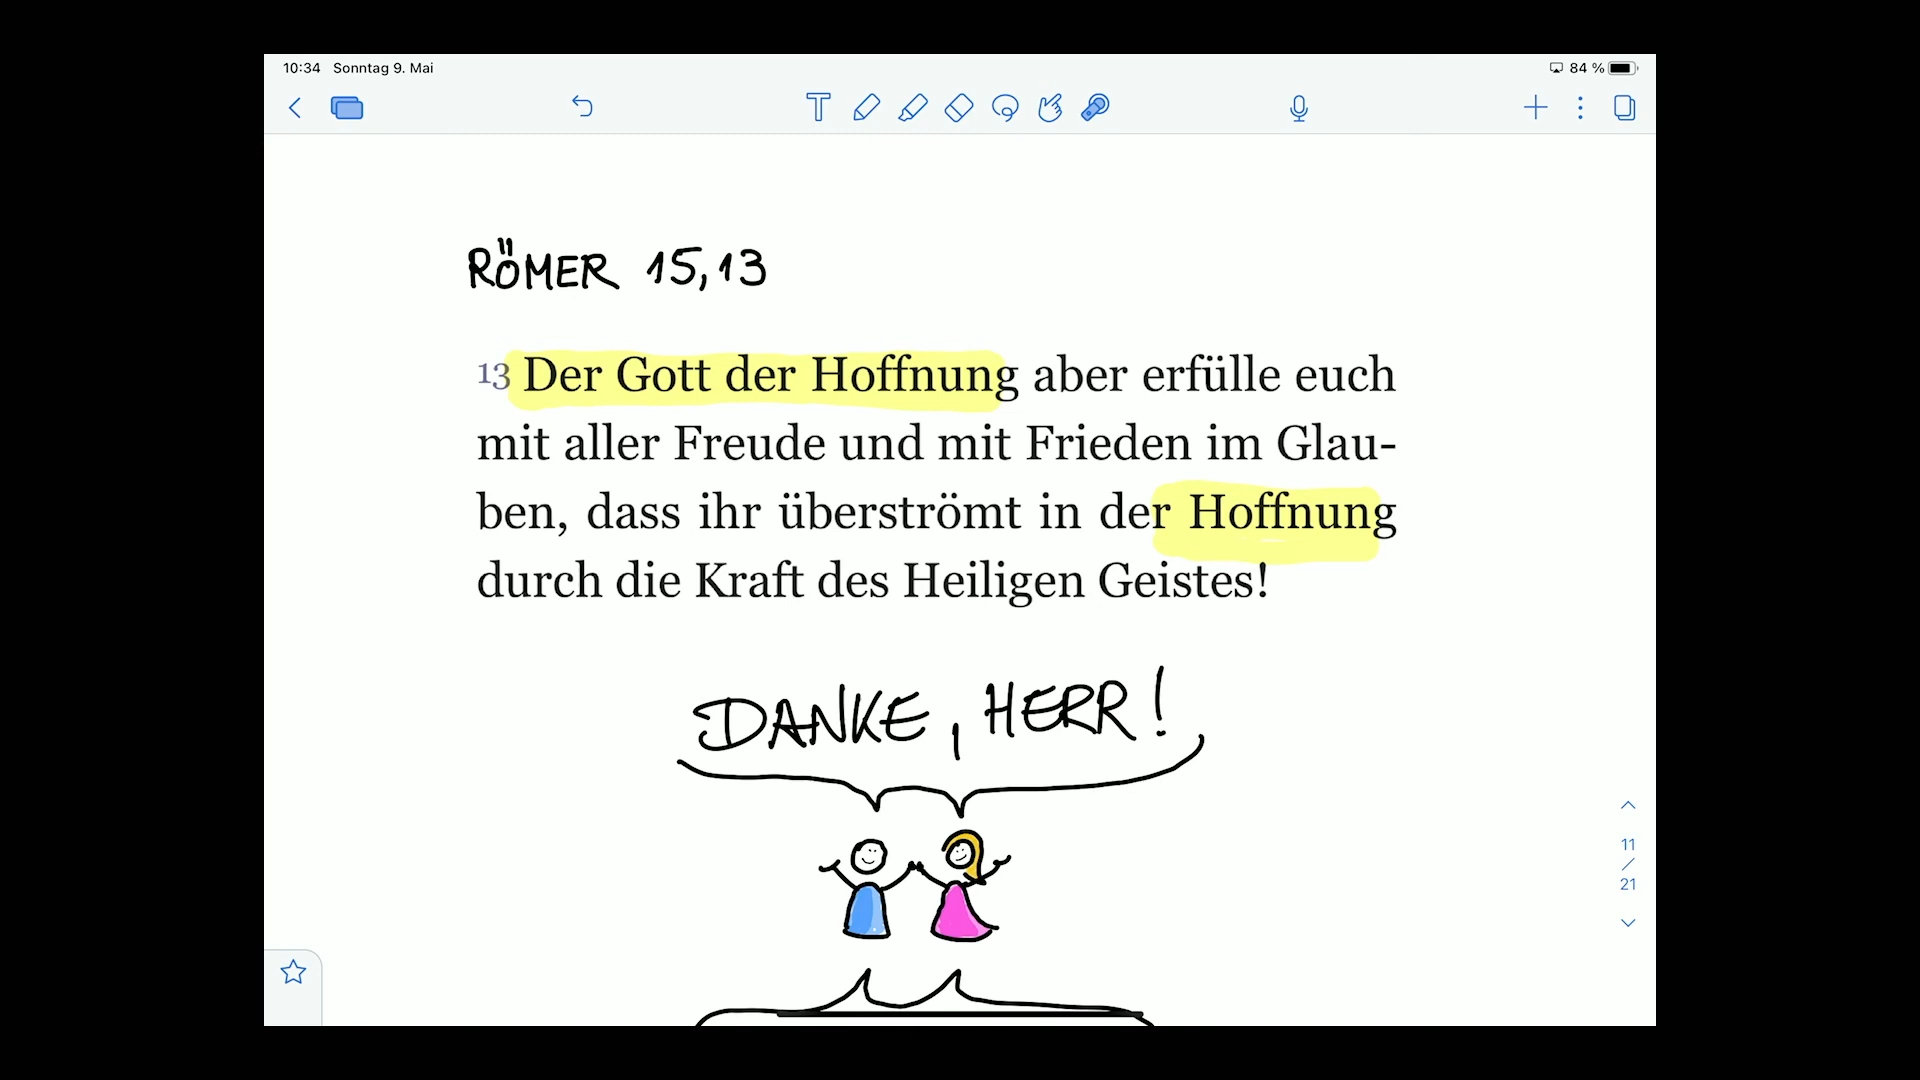 10:34 Sonntag 9. Mai
84 %
T
RÖMER 15,13
13 Der Gott der Hoffnung aber erfülle euch
mit aller Freude und mit Frieden im Glau-
ben, dass ihr überströmt in der Hoffnung
durch die Kraft des Heiligen Geistes!
DANKE, HERR!
11
/
21